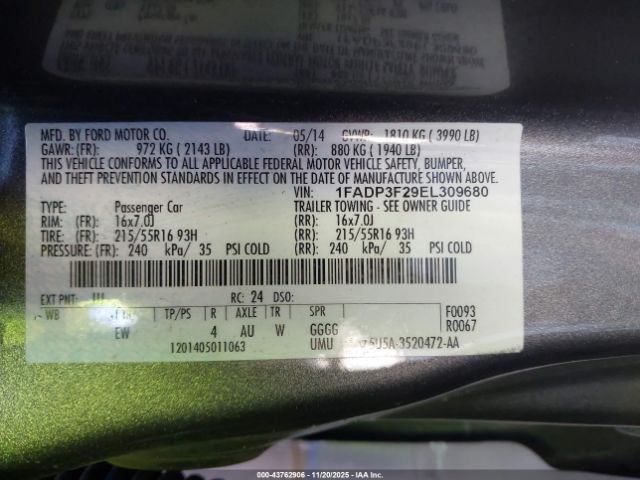 MFD. BY FORD MOTOR CO. DATE: 05/14 GVWR: 1810 KG ( 3990 LB)
GAWR: (FR): 972 KG ( 2143 LB) (RR): 880 KG ( 1940 LB)
THIS VEHICLE CONFORMS TO ALL APPLICABLE FEDERAL MOTOR VEHICLE SAFETY, BUMPER,
AND THEFT PREVENTION STANDARDS IN EFFECT ON THE DATE OF MANUFACTURE SHOWN ABOVE.
VIN: 1FADP3F29EL309680
TYPE: Passenger Car TRAILER TOWING - SEE OWNER GUIDE
RIM: (FR): 16x7.0J (RR): 16x7.0J
TIRE: (FR): 215/55R16 93H (RR): 215/55R16 93H
PRESSURE: (FR): 240 kPa/ 35 PSI COLD (RR): 240 kPa/ 35 PSI COLD
EXT PNT: RC: 24 DSO:
WB TP/PS R AXLE TR SPR F0093
EW 4 AU W GGGG R0067
1201405011063 UMU 5U5A-3520472-AA
000-43762906 - 11/20/2025 - IAADP.COM